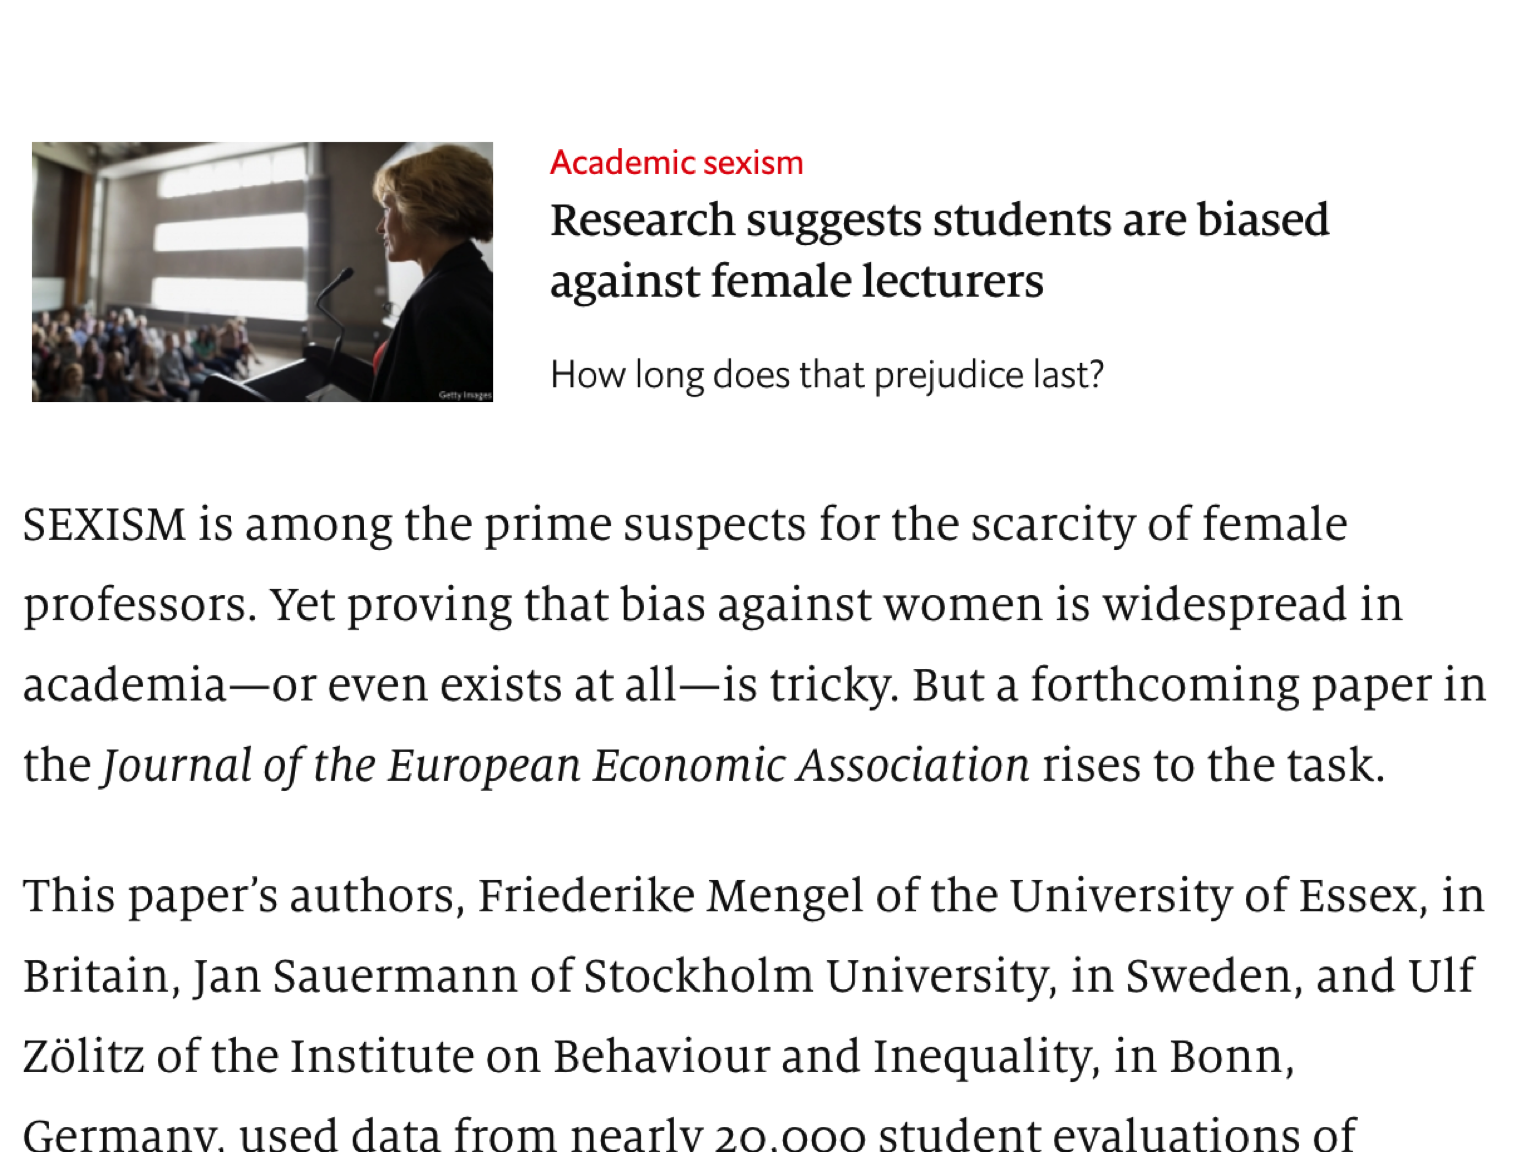 Getty Images
Academic sexism
Research suggests students are biased
against female lecturers
How long does that prejudice last?
SEXISM is among the prime suspects for the scarcity of female
professors. Yet proving that bias against women is widespread in
academia—or even exists at all—is tricky. But a forthcoming paper in
the Journal of the European Economic Association rises to the task.
This paper’s authors, Friederike Mengel of the University of Essex, in
Britain, Jan Sauermann of Stockholm University, in Sweden, and Ulf
Zölitz of the Institute on Behaviour and Inequality, in Bonn,
Germany, used data from nearly 20,000 student evaluations of